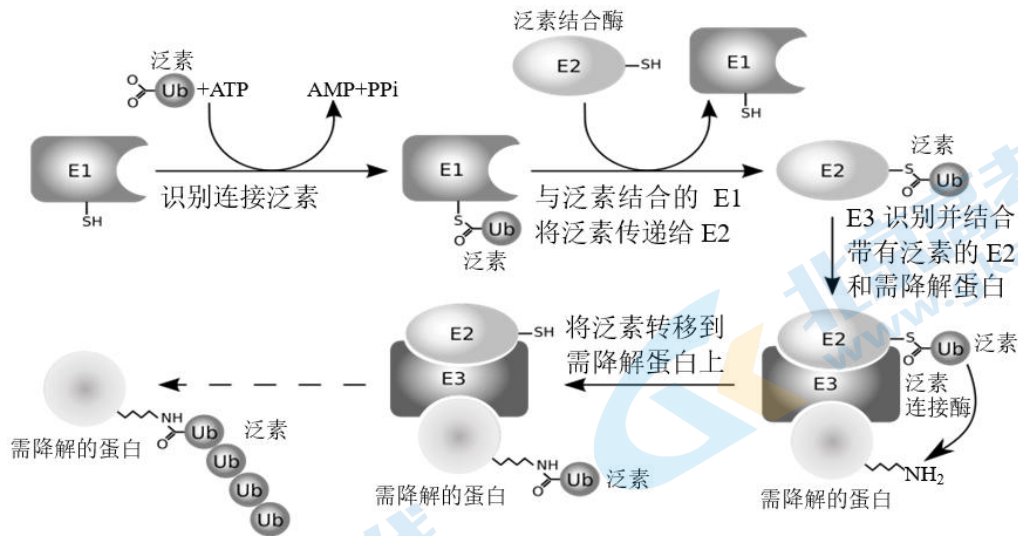 泛素
Ub
+ATP
AMP+PPi
E1
SH
识别连接泛素
E1
S
O
Ub
泛素
泛素结合酶
E2
SH
E1
SH
与泛素结合的 E1
将泛素传递给 E2
E2
S
O
Ub
泛素
E3 识别并结合
带有泛素的 E2
和需降解蛋白
E2
S
O
Ub
泛素
E3
泛素
连接酶
NH2
需降解的蛋白
将泛素转移到
需降解蛋白上
E2
SH
E3
NH
O
Ub
泛素
需降解的蛋白
NH
O
Ub
Ub
Ub
Ub
泛素
需降解的蛋白